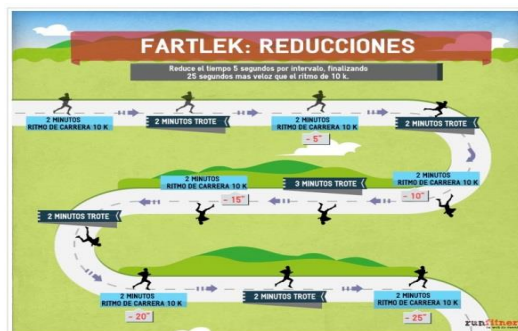 FARTLEK: REDUCCIONES
Reduce el tiempo 5 segundos por intervalo, finalizando
25 segundos mas veloz que el ritmo de 10 k.
2 MINUTOS
RITMO DE CARRERA 10 K
2 MINUTOS TROTE
2 MINUTOS
RITMO DE CARRERA 10 K
- 5"
2 MINUTOS TROTE
2 MINUTOS
RITMO DE CARRERA 10 K
- 10"
3 MINUTOS TROTE
2 MINUTOS
RITMO DE CARRERA 10 K
- 15"
2 MINUTOS TROTE
2 MINUTOS
RITMO DE CARRERA 10 K
- 20"
2 MINUTOS TROTE
2 MINUTOS
RITMO DE CARRERA 10 K
- 25"
runfitners